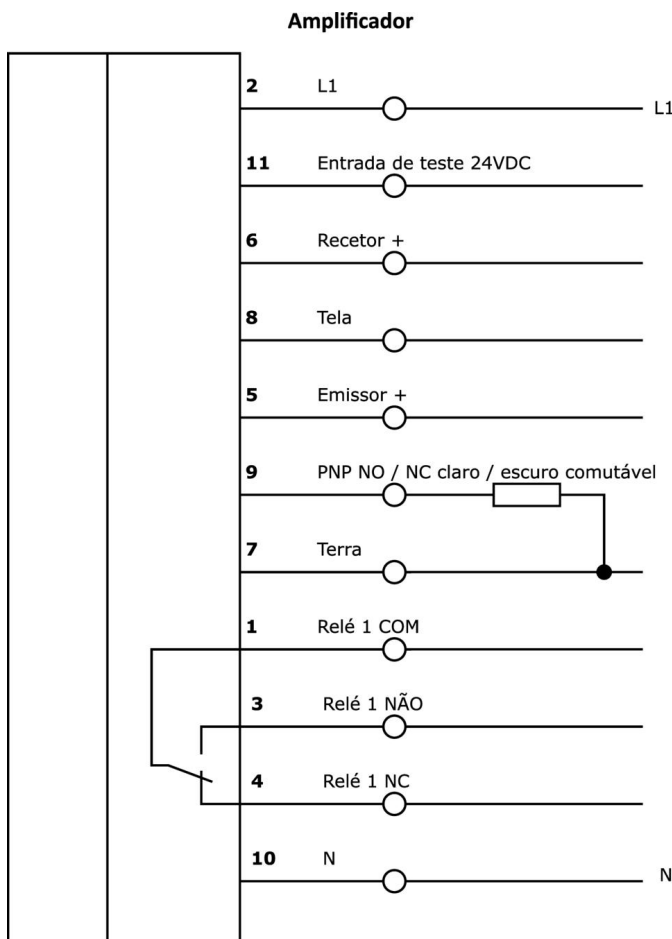 Amplificador
2 L1
L1
11 Entrada de teste 24VDC
6 Recetor +
8 Tela
5 Emissor +
9 PNP NO / NC claro / escuro comutável
7 Terra
1 Relé 1 COM
3 Relé 1 NÃO
4 Relé 1 NC
10 N
N